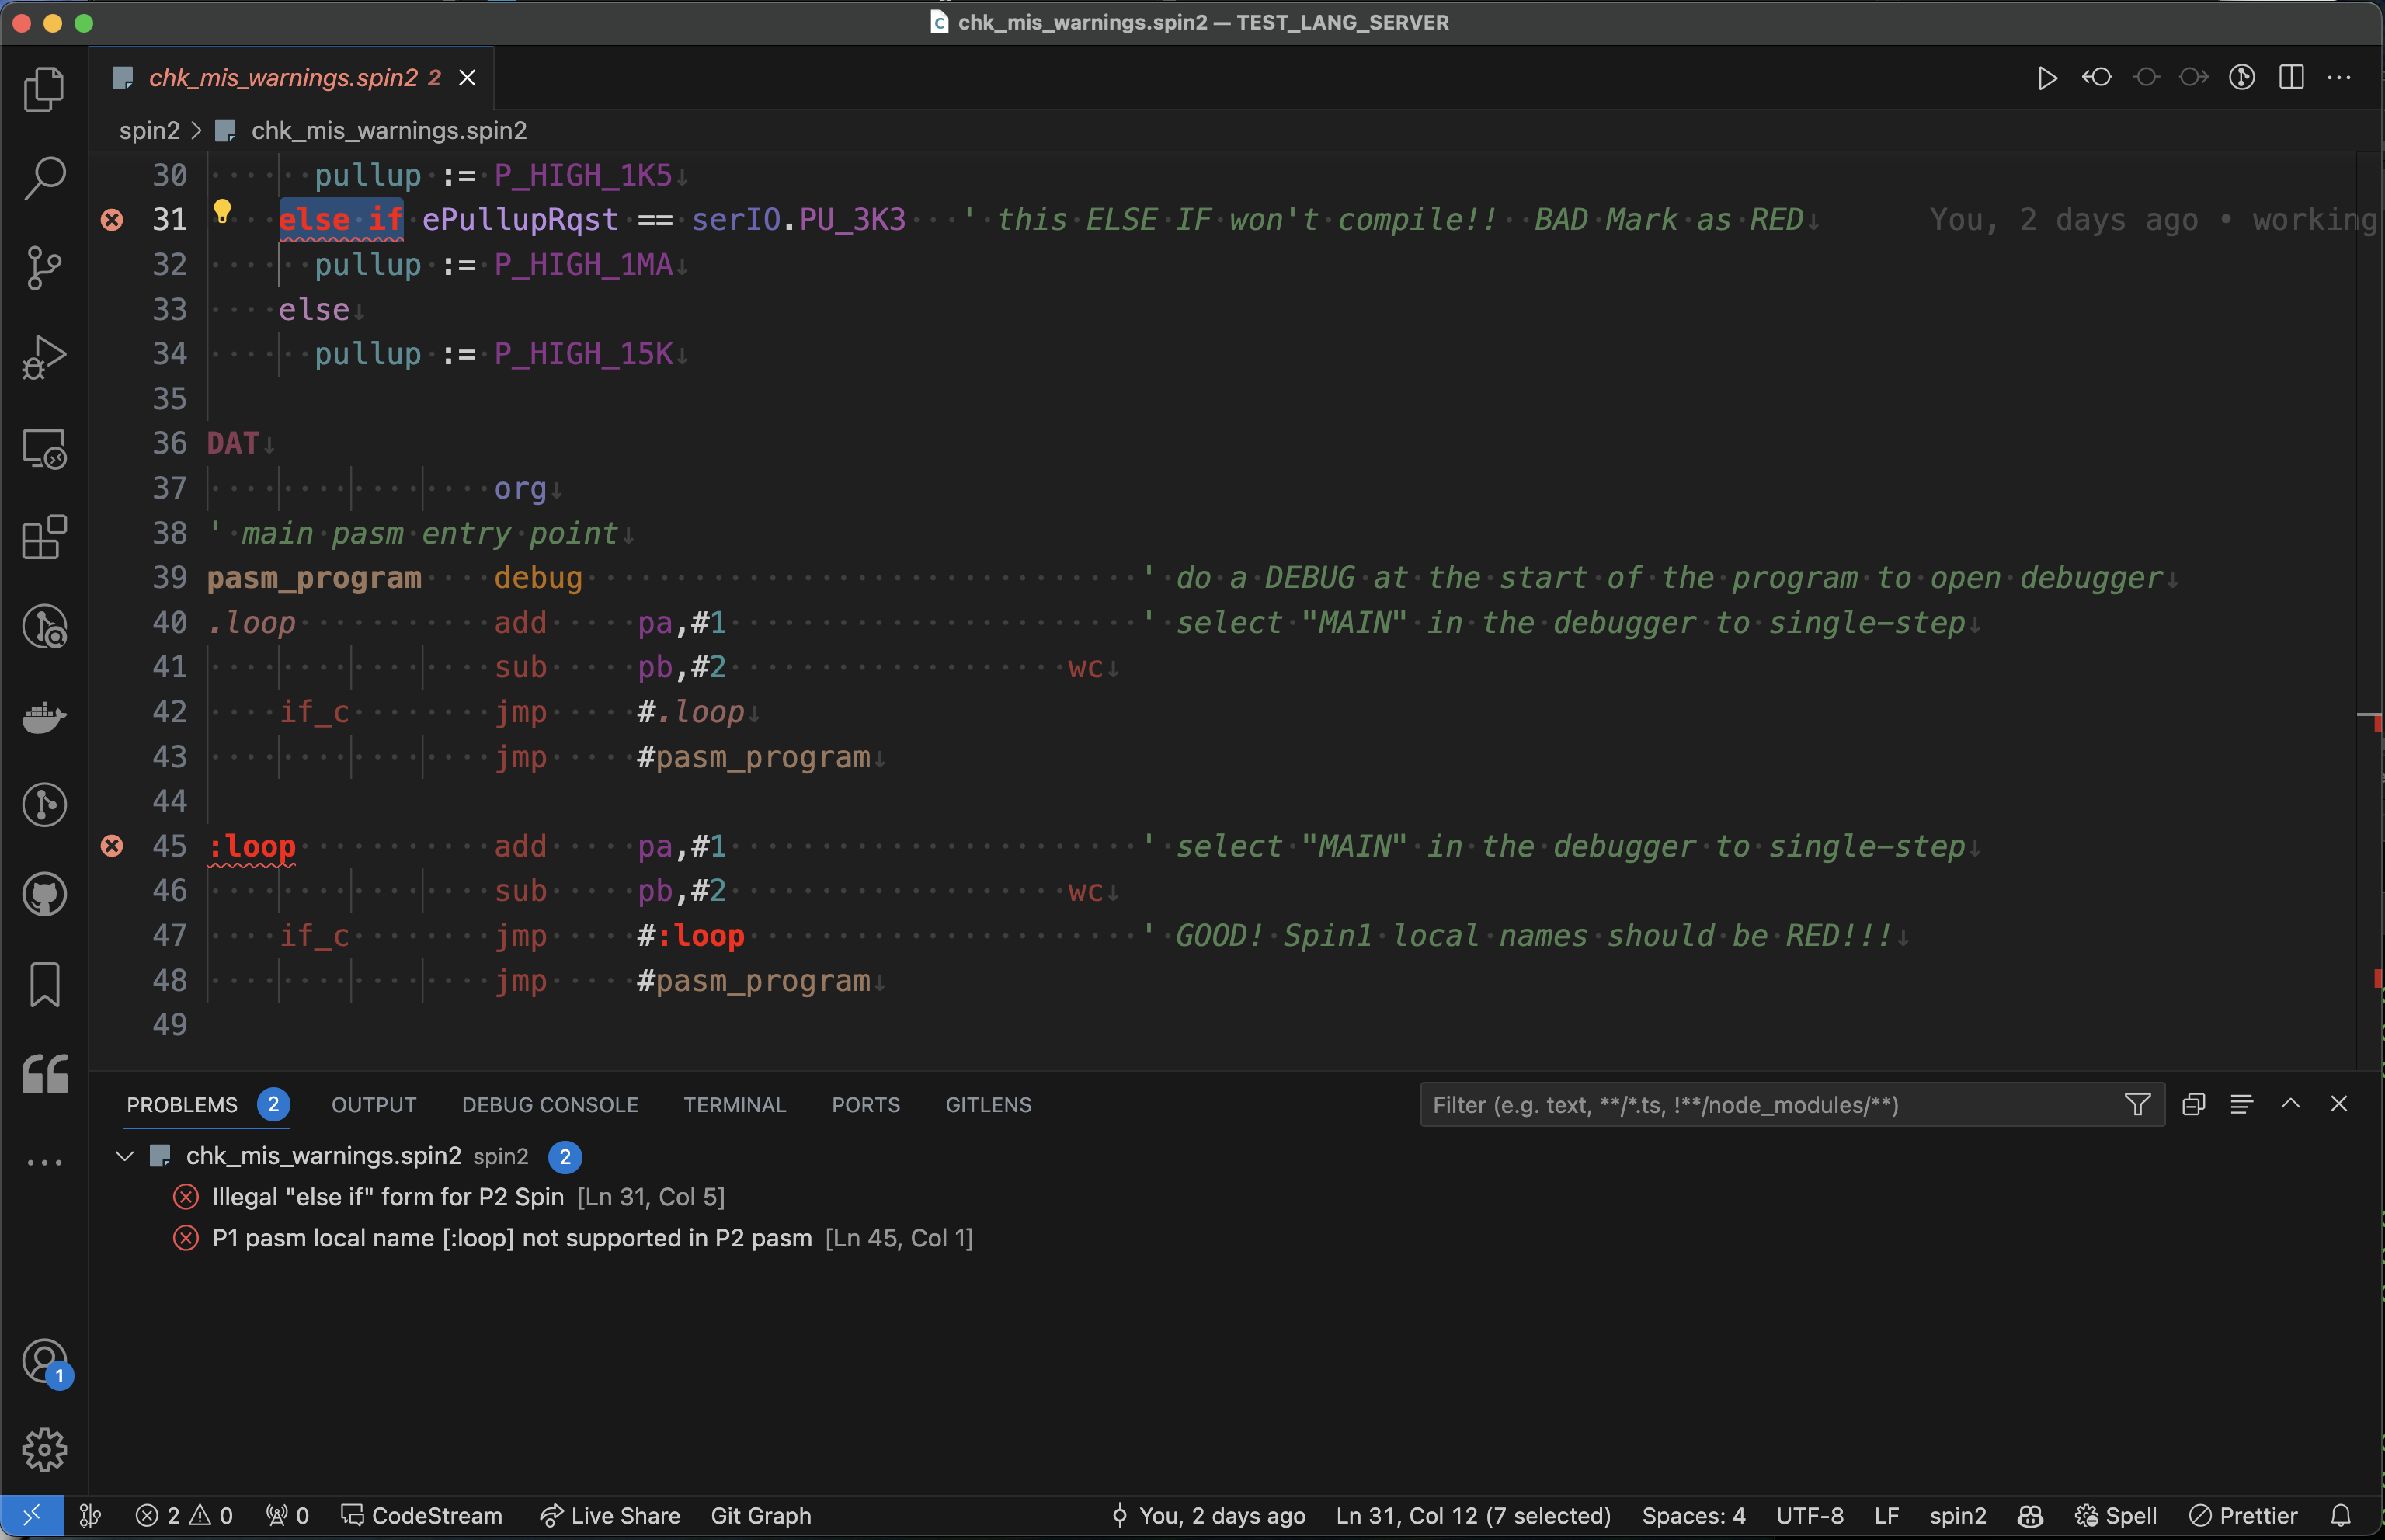 chk_mis_warnings.spin2 — TEST_LANG_SERVER
chk_mis_warnings.spin2 2
spin2 > chk_mis_warnings.spin2
30 pullup := P_HIGH_1K5
31 else if ePullupRqst == serIO.PU_3K3 ' this ELSE IF won't compile!! BAD Mark as RED You, 2 days ago • working
32 pullup := P_HIGH_1MA
33 else
34 pullup := P_HIGH_15K
35
36 DAT
37 org
38 ' main pasm entry point
39 pasm_program debug ' do a DEBUG at the start of the program to open debugger
40 .loop add pa,#1 ' select "MAIN" in the debugger to single-step
41 sub pb,#2 wc
42 if_c jmp #.loop
43 jmp #pasm_program
44
45 :loop add pa,#1 ' select "MAIN" in the debugger to single-step
46 sub pb,#2 wc
47 if_c jmp #:loop ' GOOD! Spin1 local names should be RED!!!
48 jmp #pasm_program
49
PROBLEMS 2 OUTPUT DEBUG CONSOLE TERMINAL PORTS GITLENS Filter (e.g. text, **/*.ts, !**/node_modules/**)
chk_mis_warnings.spin2 spin2 2
Illegal "else if" form for P2 Spin [Ln 31, Col 5]
P1 pasm local name [:loop] not supported in P2 pasm [Ln 45, Col 1]
1
2 0 0 CodeStream Live Share Git Graph You, 2 days ago Ln 31, Col 12 (7 selected) Spaces: 4 UTF-8 LF spin2 Spell Prettier